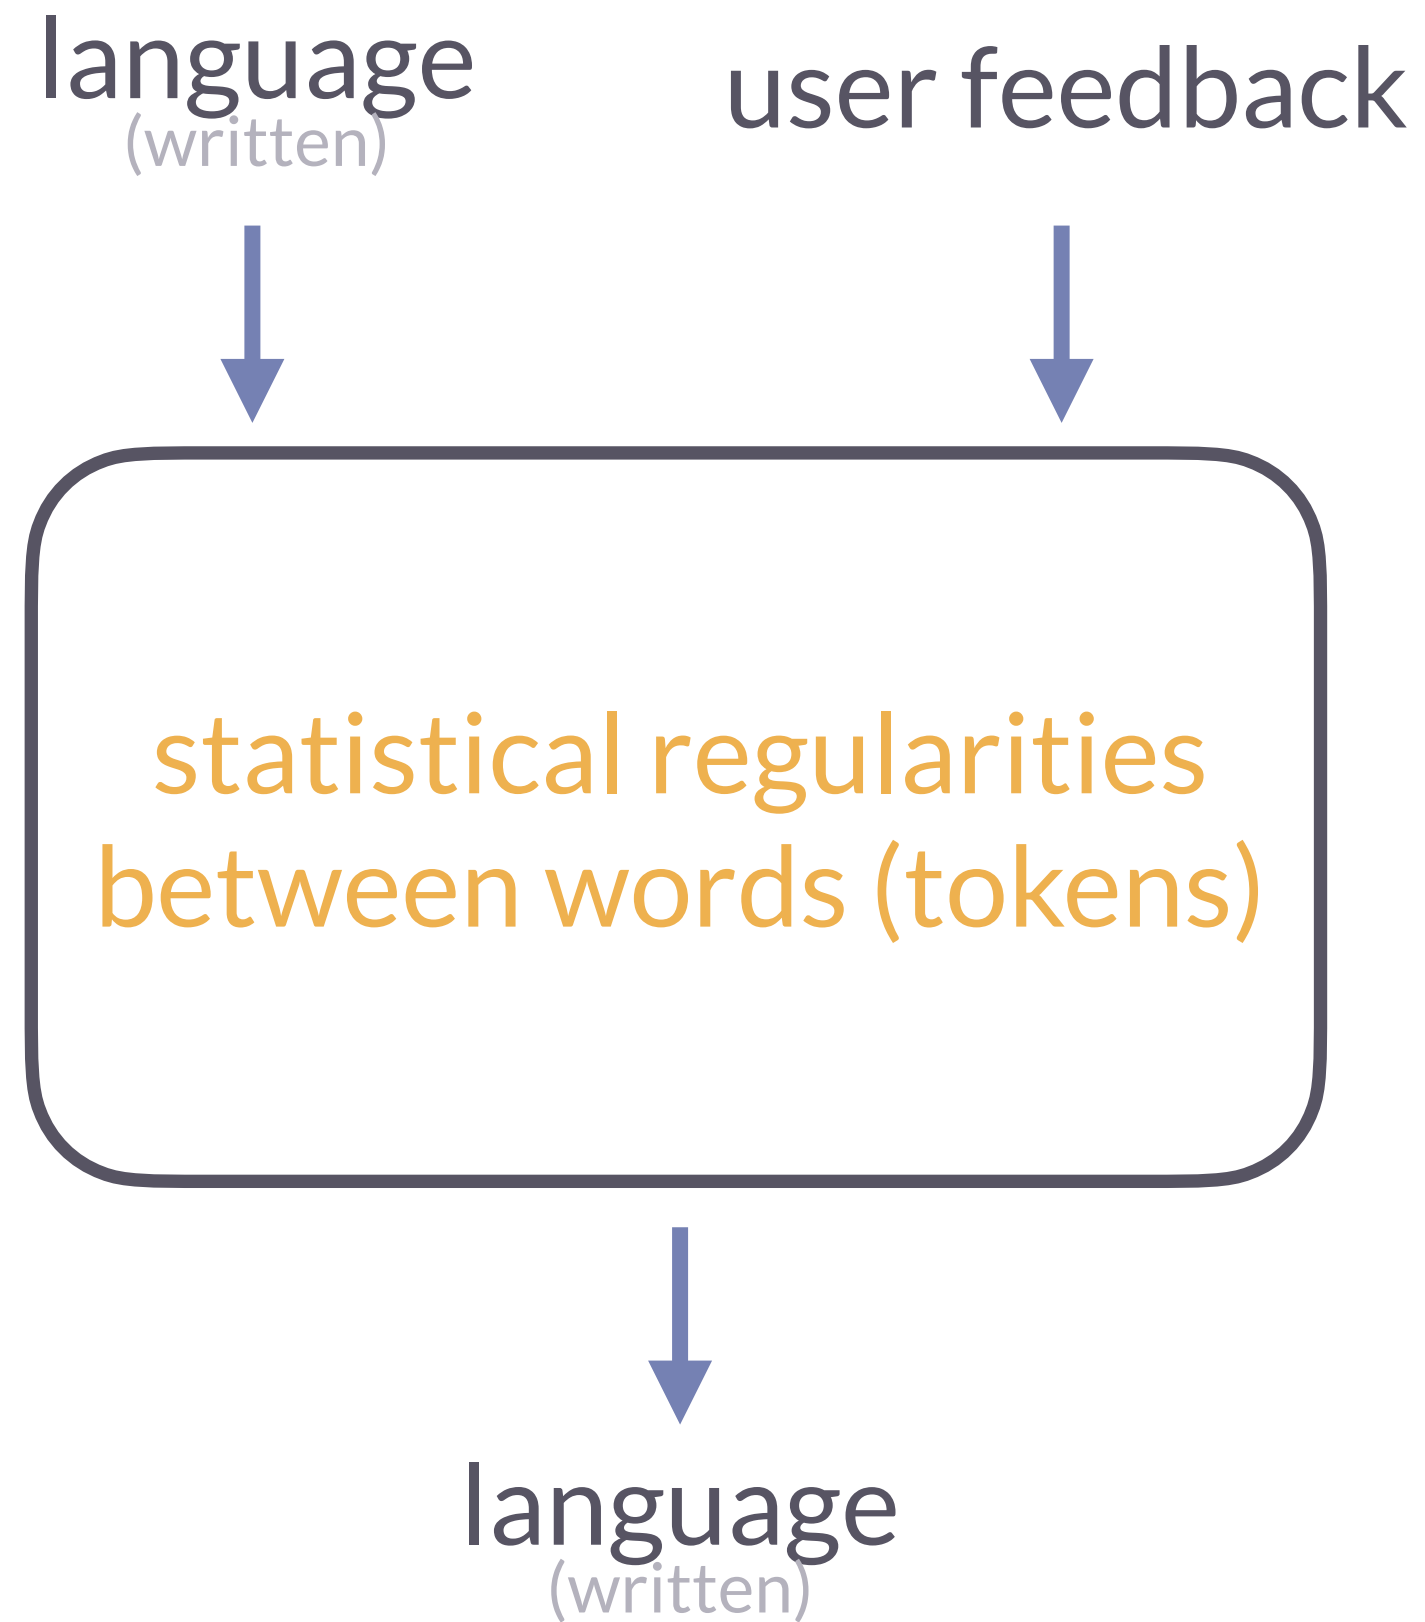 language
(written)
user feedback
statistical regularities
between words (tokens)
language
(written)